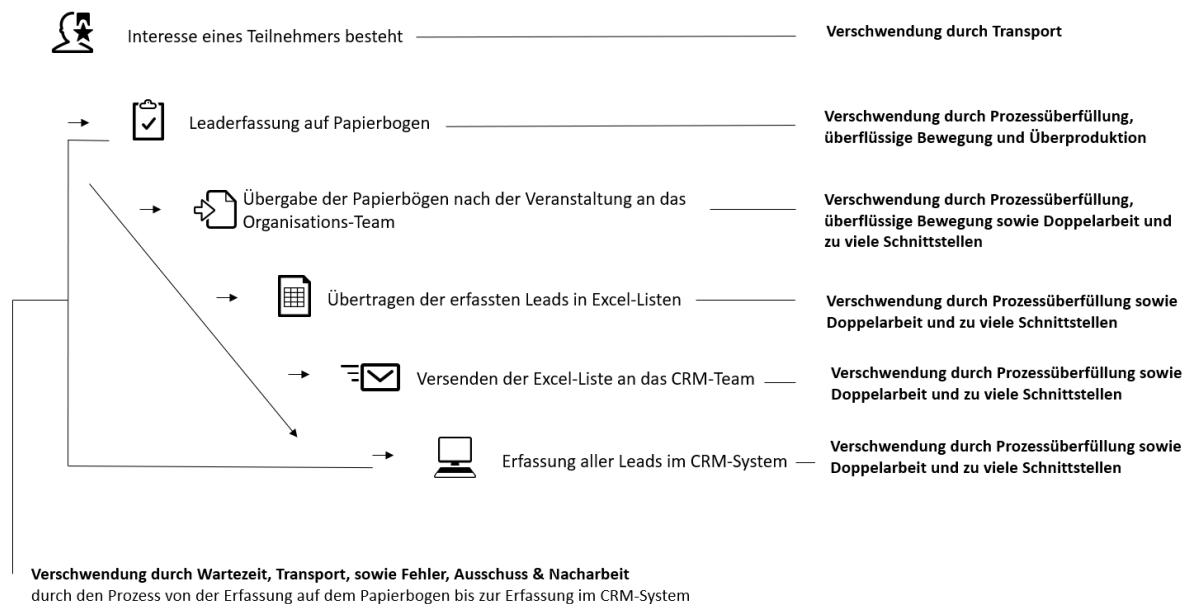 Interesse eines Teilnehmers besteht
Verschwendung durch Transport
Leaderfassung auf Papierbogen
Verschwendung durch Prozessüberfüllung,
überflüssige Bewegung und Überproduktion
Übergabe der Papierbögen nach der Veranstaltung an das
Organisations-Team
Verschwendung durch Prozessüberfüllung,
überflüssige Bewegung sowie Doppelarbeit und
zu viele Schnittstellen
Übertragen der erfassten Leads in Excel-Listen
Verschwendung durch Prozessüberfüllung sowie
Doppelarbeit und zu viele Schnittstellen
Versenden der Excel-Liste an das CRM-Team
Verschwendung durch Prozessüberfüllung sowie
Doppelarbeit und zu viele Schnittstellen
Erfassung aller Leads im CRM-System
Verschwendung durch Prozessüberfüllung sowie
Doppelarbeit und zu viele Schnittstellen
Verschwendung durch Wartezeit, Transport, sowie Fehler, Ausschuss & Nacharbeit
durch den Prozess von der Erfassung auf dem Papierbogen bis zur Erfassung im CRM-System